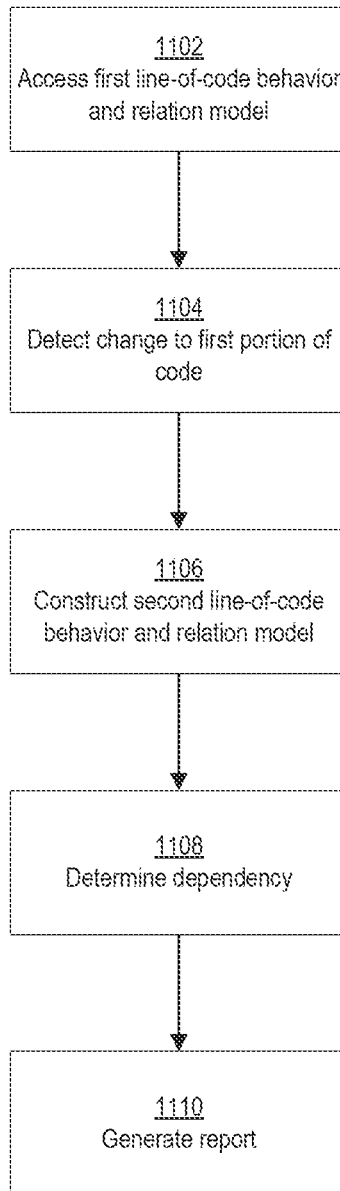 1102
Access first line-of-code behavior
and relation model
1104
Detect change to first portion of
code
1106
Construct second line-of-code
behavior and relation model
1108
Determine dependency
1110
Generate report